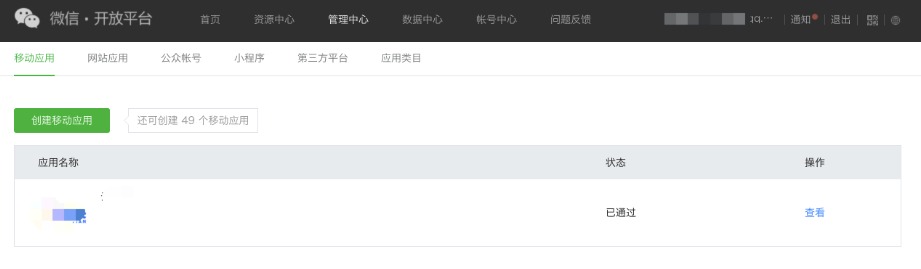 微信 · 开放平台 首页 资源中心 管理中心 数据中心 帐号中心 问题反馈 qq.… 通知 退出
移动应用 网站应用 公众帐号 小程序 第三方平台 应用类目
创建移动应用 还可创建 49 个移动应用
应用名称 状态 操作
已通过 查看